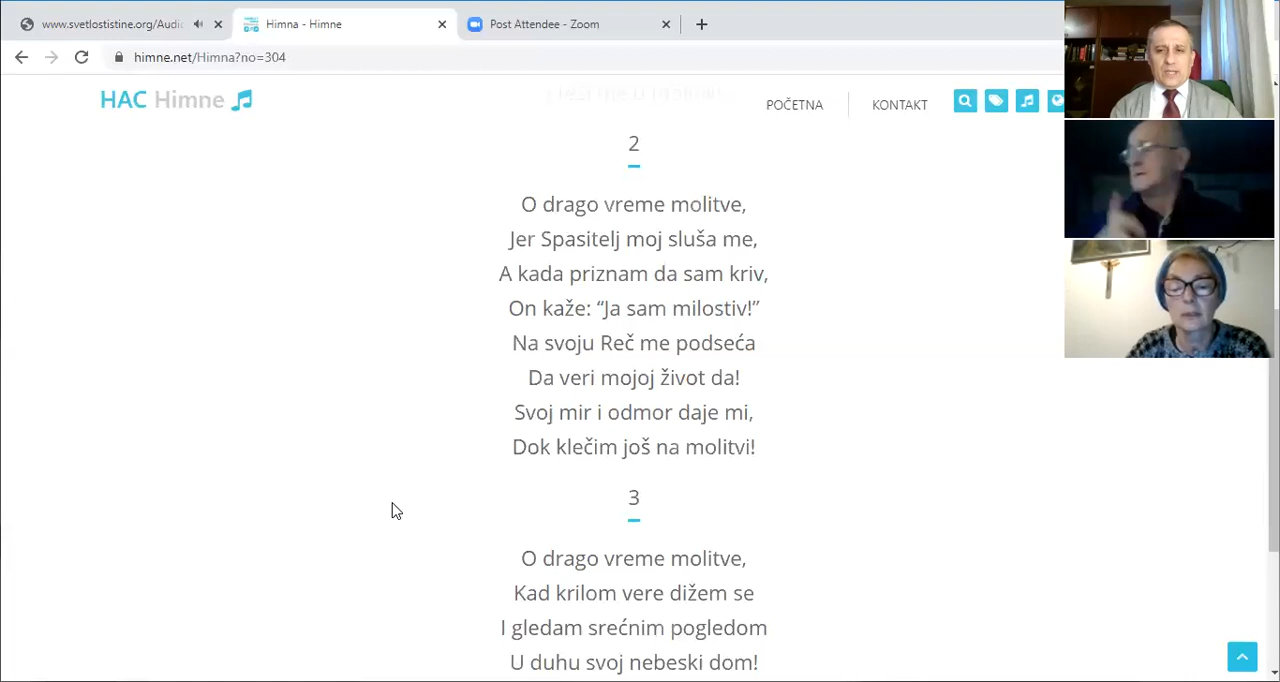 www.svetlostistine.org/Audio
Himna - Himne
Post Attendee - Zoom
himne.net/Himna?no=304
HAC Himne
POČETNA
KONTAKT
2
O drago vreme molitve,
Jer Spasitelj moj sluša me,
A kada priznam da sam kriv,
On kaže: “Ja sam milostiv!”
Na svoju Reč me podseća
Da veri mojoj život da!
Svoj mir i odmor daje mi,
Dok klečim još na molitvi!
3
O drago vreme molitve,
Kad krilom vere dižem se
I gledam srećnim pogledom
U duhu svoj nebeski dom!